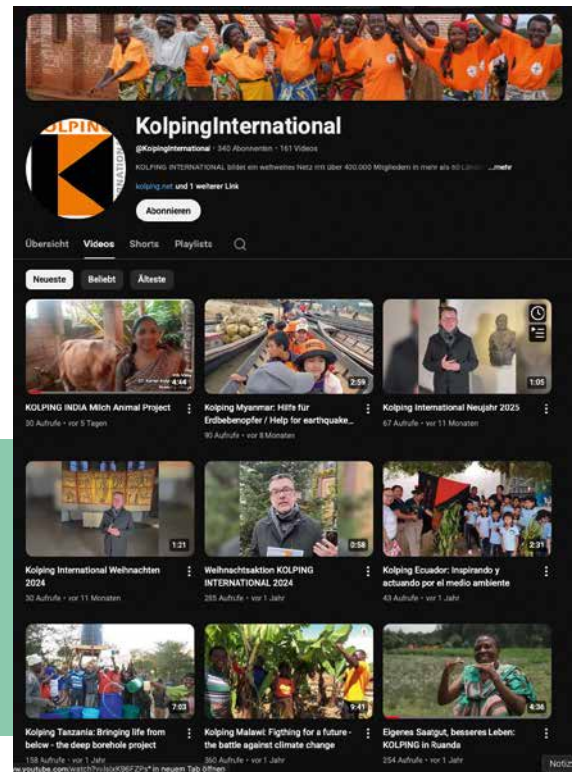 OLPIN
NATION
KolpingInternational
@KolpingInternational · 340 Abonnenten · 161 Videos
KOLPING INTERNATIONAL bildet ein weltweites Netz mit über 400.000 Mitgliedern in mehr als 60 Länder ...mehr
kolping.net und 1 weiterer Link
Abonnieren
Übersicht Videos Shorts Playlists
Neueste Beliebt Älteste
4:44 2:59 1:05
KOLPING INDIA Milch Animal Project
30 Aufrufe • vor 5 Tagen
Kolping Myanmar: Hilfe für
Erdbebenopfer / Help for earthquake...
90 Aufrufe • vor 8 Monaten
Kolping International Neujahr 2025
67 Aufrufe • vor 11 Monaten
1:21 0:58 2:31
Kolping International Weihnachten
2024
30 Aufrufe • vor 11 Monaten
Weihnachtsaktion KOLPING
INTERNATIONAL 2024
285 Aufrufe • vor 1 Jahr
Kolping Ecuador: Inspirando y
actuando por el medio ambiente
43 Aufrufe • vor 1 Jahr
7:03 9:41 4:36
Kolping Tanzania: Bringing life from
below - the deep borehole project
158 Aufrufe • vor 1 Jahr
Kolping Malawi: Figthing for a future -
the battle against climate change
360 Aufrufe • vor 1 Jahr
Eigenes Saatgut, besseres Leben:
KOLPING in Ruanda
254 Aufrufe • vor 1 Jahr
in neuem Tab öffnen
Notiz